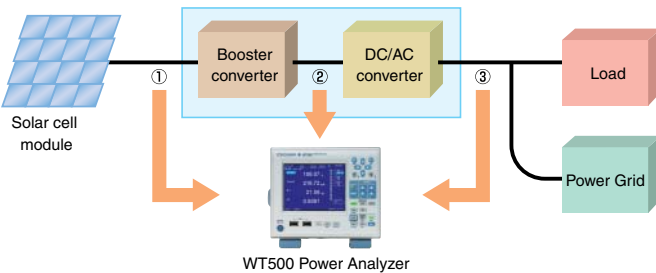 ①
Booster
converter
②
DC/AC
converter
③
Load
Solar cell
module
Power Grid
WT500 Power Analyzer